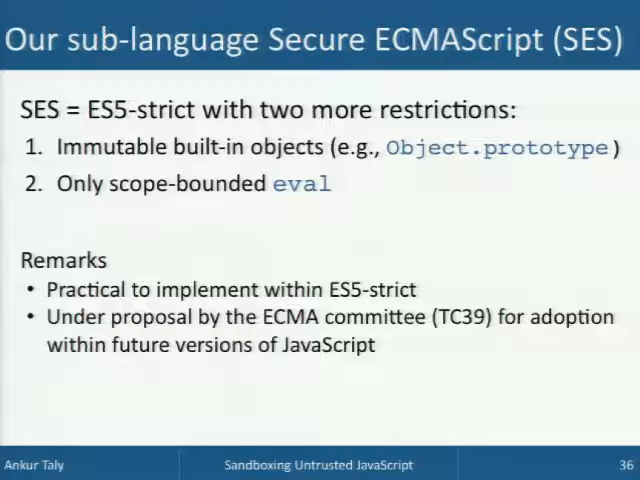 Our sub-language Secure ECMAScript (SES)
SES = ES5-strict with two more restrictions:
1. Immutable built-in objects (e.g., Object.prototype)
2. Only scope-bounded eval
Remarks
• Practical to implement within ES5-strict
• Under proposal by the ECMA committee (TC39) for adoption
within future versions of JavaScript
Ankur Taly
Sandboxing Untrusted JavaScript
36